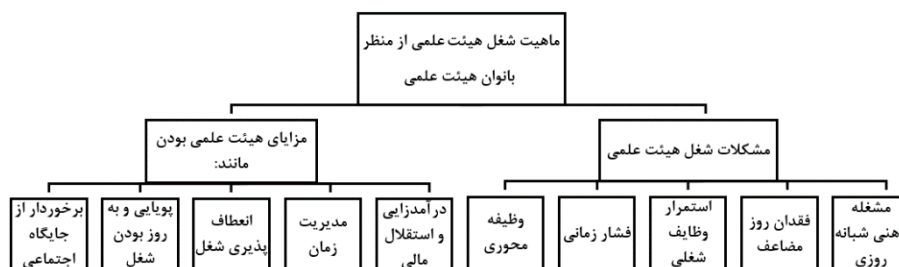 ماهیت شغل هیئت علمی از منظر
بانوان هیئت علمی
مشکلات شغل هیئت علمی
مزایای هیئت علمی بودن
مانند:
مشغله
ذهنی شبانه
روزی
فقدان روز
مضاعف
استمرار
وظایف
شغلی
فشار زمانی
وظیفه
محوری
درآمدزایی
و استقلال
مالی
مدیریت
زمان
انعطاف
پذیری شغل
پویایی و به
روز بودن
شغل
برخوردار از
جایگاه
اجتماعی